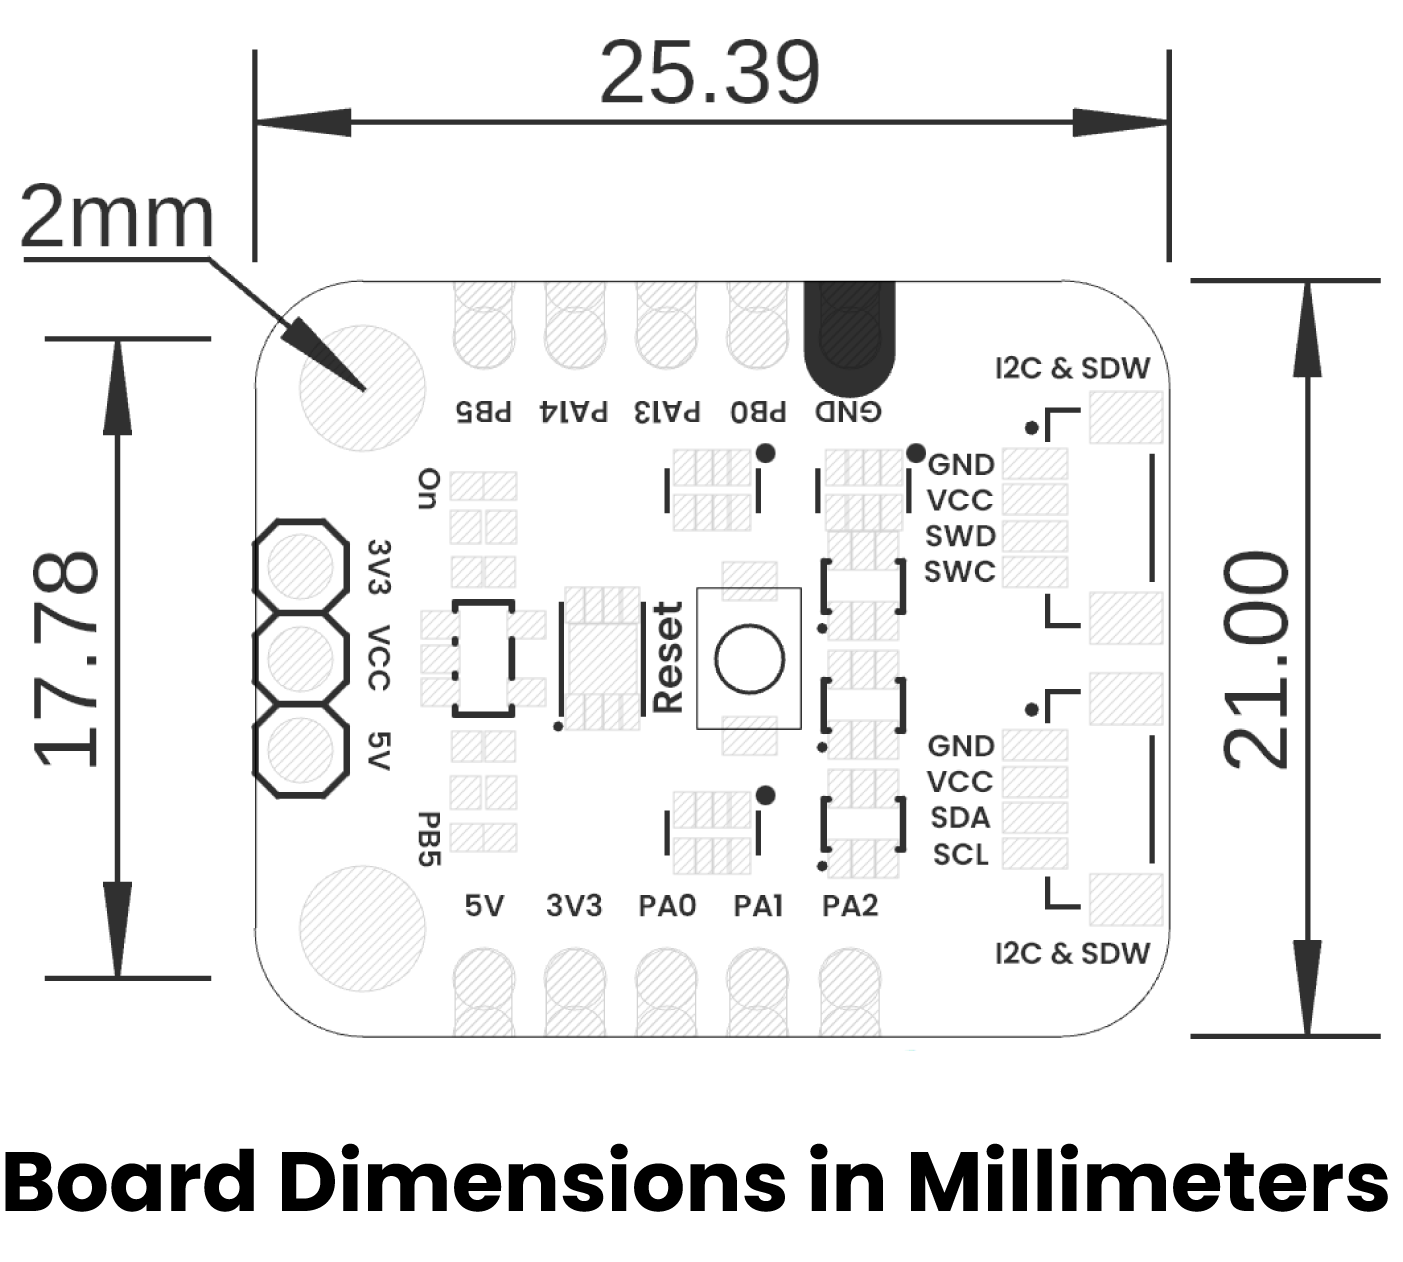 25.39
2mm
PB5 PA14 PA13 PB0 GND
I2C & SDW
On
GND
VCC
SWD
SWC
3V3
VCC
5V
Reset
17.78
21.00
GND
VCC
SDA
SCL
PB5
5V 3V3 PA0 PA1 PA2
I2C & SDW
Board Dimensions in Millimeters